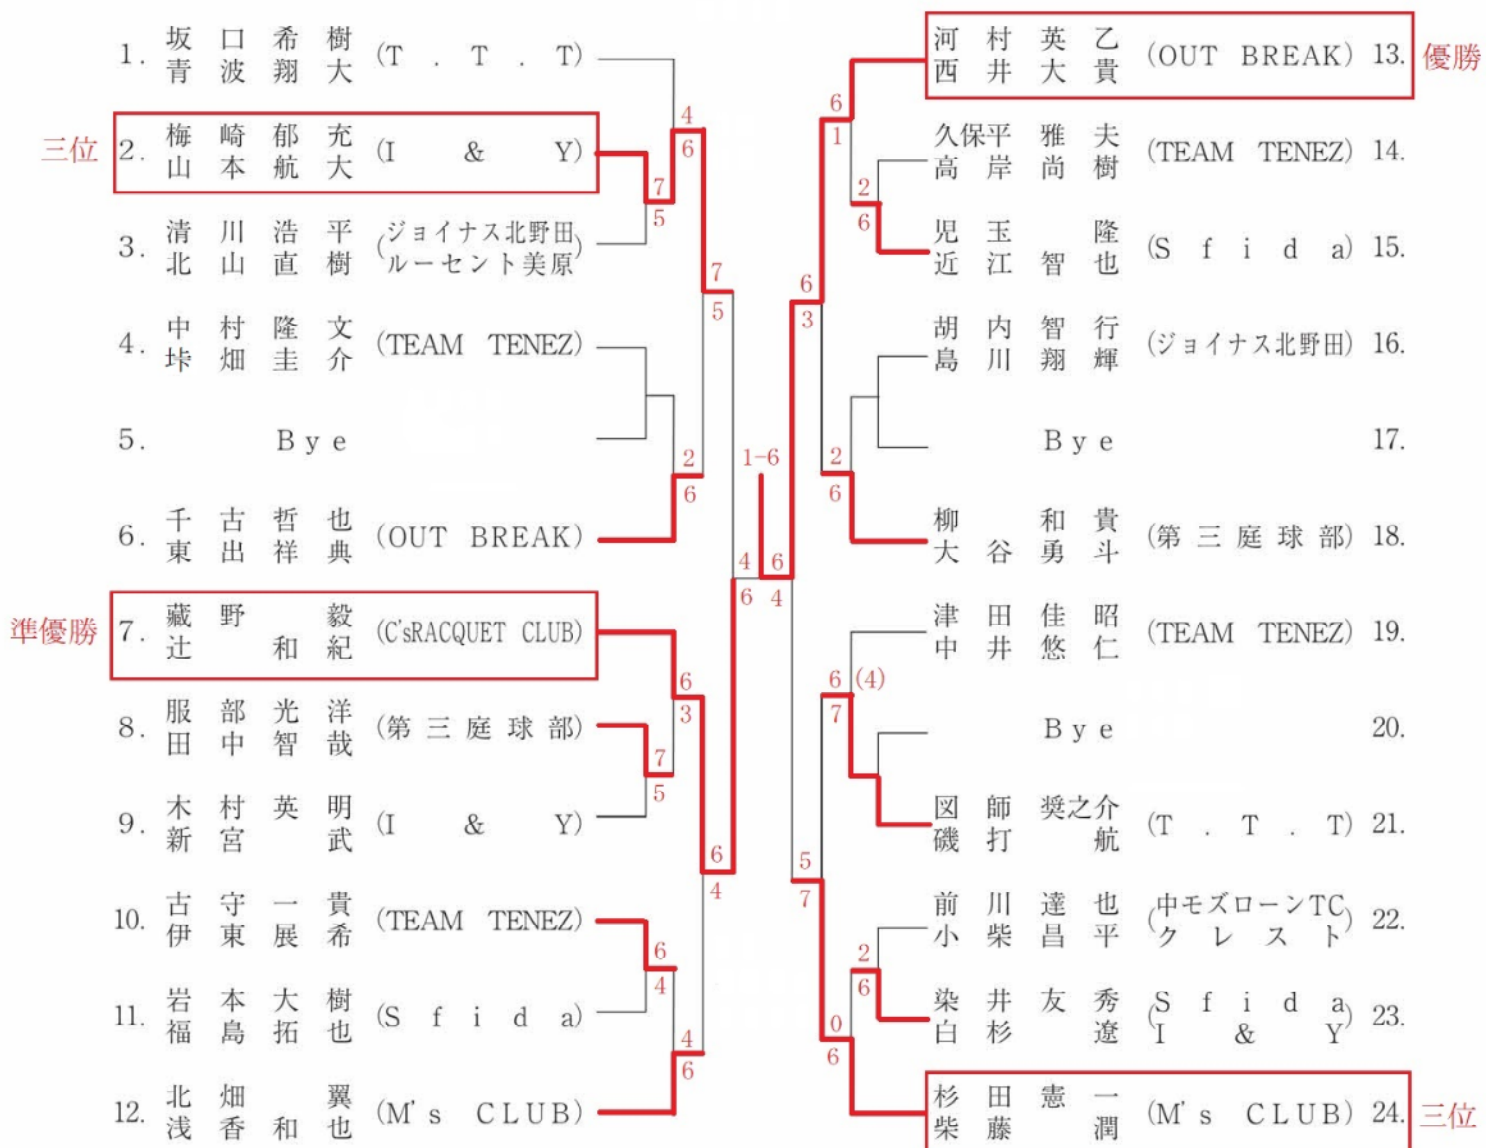 1. 坂口希樹 (T . T . T)
青波翔大
三位 2. 梅崎郁充 (I & Y)
山本航大
3. 清川浩平 (ジョイナス北野田
北山直樹 ルーセント美原)
4. 中村隆文 (TEAM TENEZ)
垰畑圭介
5. Bye
6. 千古哲也 (OUT BREAK)
東出祥典
準優勝 7. 藏野毅 (C'sRACQUET CLUB)
辻和紀
8. 服部光洋 (第三庭球部)
田中智哉
9. 木村英明 (I & Y)
新宮武
10. 古守一貴 (TEAM TENEZ)
伊東展希
11. 岩本大樹 (Sfida)
福島拓也
12. 北畑翼 (M's CLUB)
浅香和也
4
6
7
5
7
5
2
6
4
6
6
3
7
5
6
4
6
4
4
6
1-6
6
4
6
1
2
6
6
3
2
6
6 (4)
7
5
7
2
6
0
6
河村英乙 (OUT BREAK) 13. 優勝
西井大貴
久保平雅夫 (TEAM TENEZ) 14.
高岸尚樹
児玉隆 (Sfida) 15.
近江智也
胡内智行 (ジョイナス北野田) 16.
島川翔輝
Bye 17.
柳和貴 (第三庭球部) 18.
大谷勇斗
津田佳昭 (TEAM TENEZ) 19.
中井悠仁
Bye 20.
図師奨之介 (T . T . T) 21.
磯打航
前川達也 (中モズローンTC 22.
小柴昌平 クレスト)
染井友秀 (Sfida 23.
白杉遼 I & Y)
杉田憲一 (M's CLUB) 24. 三位
柴藤潤